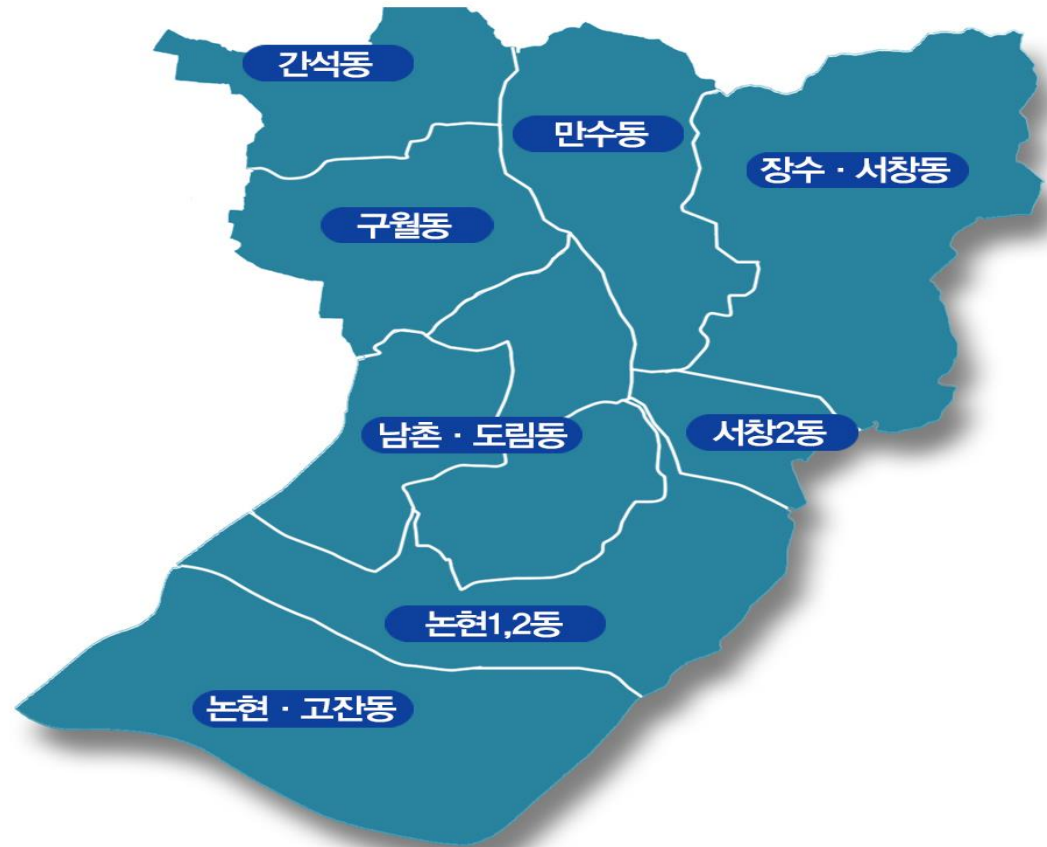 간석동
만수동
장수 · 서창동
구월동
남촌 · 도림동
서창2동
논현1,2동
논현 · 고잔동